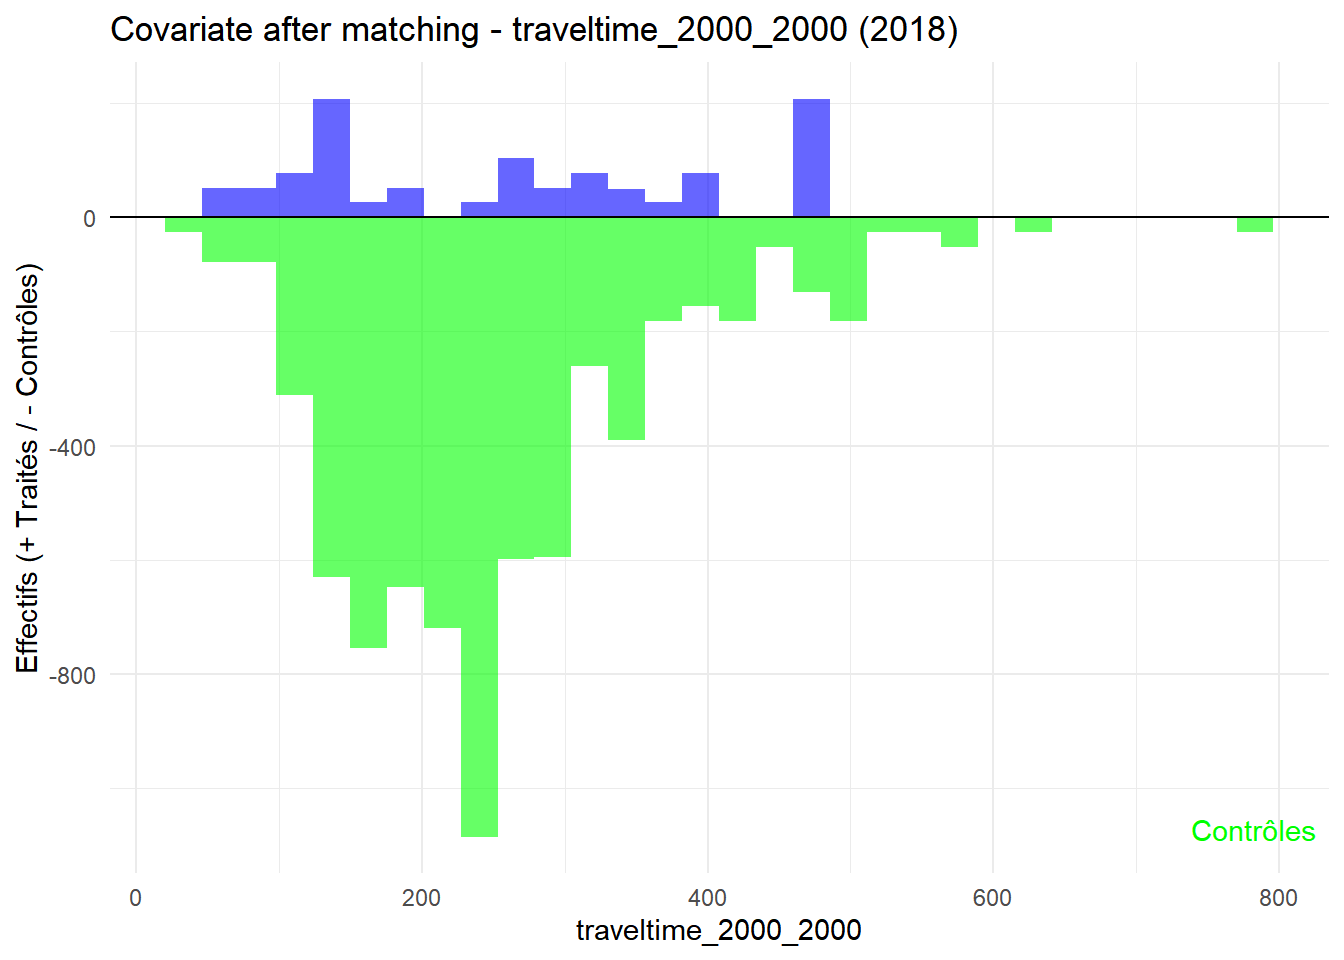 Covariate after matching - traveltime_2000_2000 (2018)
Effectifs (+ Traités / - Contrôles)
0
-400
-800
Contrôles
0
200
400
600
800
traveltime_2000_2000